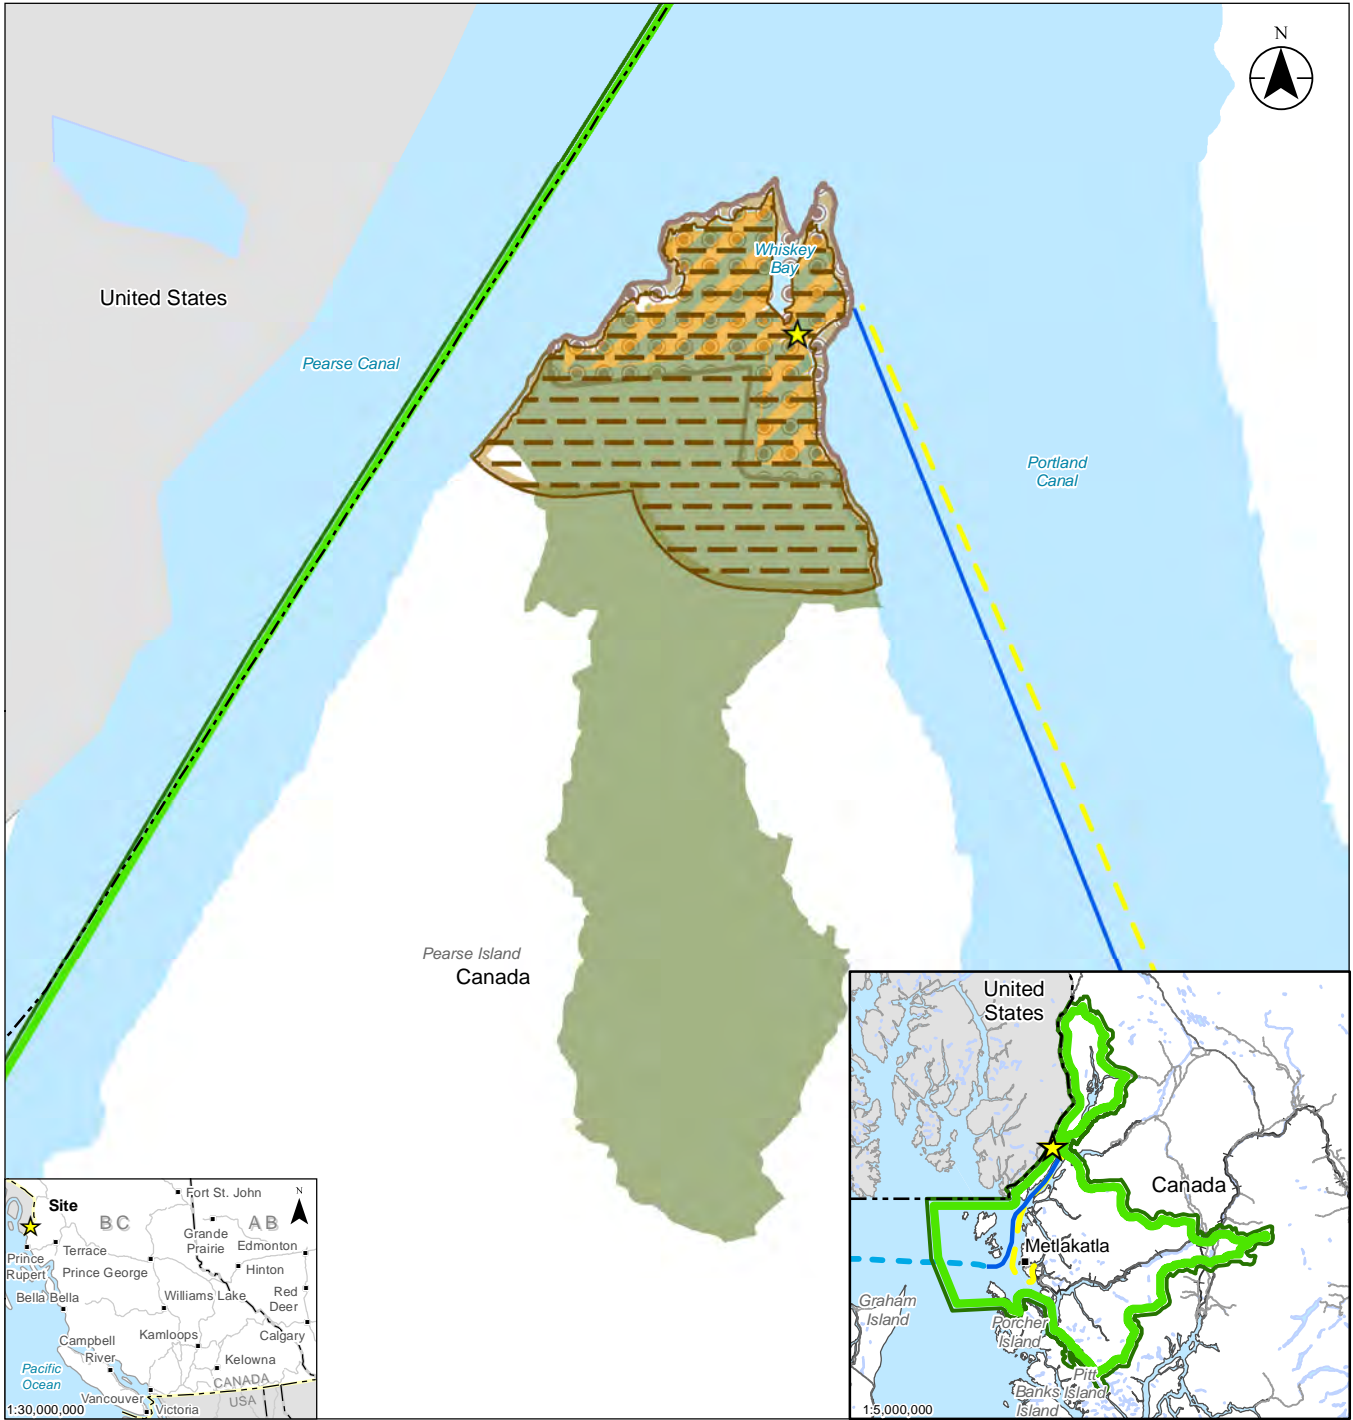 N
Whiskey
Bay
United States
Pearse Canal
Portland
Canal
Pearse Island
Canada
United
States
Canada
Metlakatla
Graham
Island
Porcher
Island
Pitt
Island
Banks
Island
1:5,000,000
Fort St. John
N
Site
BC
AB
Grande
Prairie
Edmonton
Terrace
Prince
Rupert
Prince George
Hinton
Bella Bella
Williams Lake
Red
Deer
Campbell
River
Kamloops
Calgary
Kelowna
Pacific
Ocean
CANADA
USA
Vancouver
Victoria
1:30,000,000